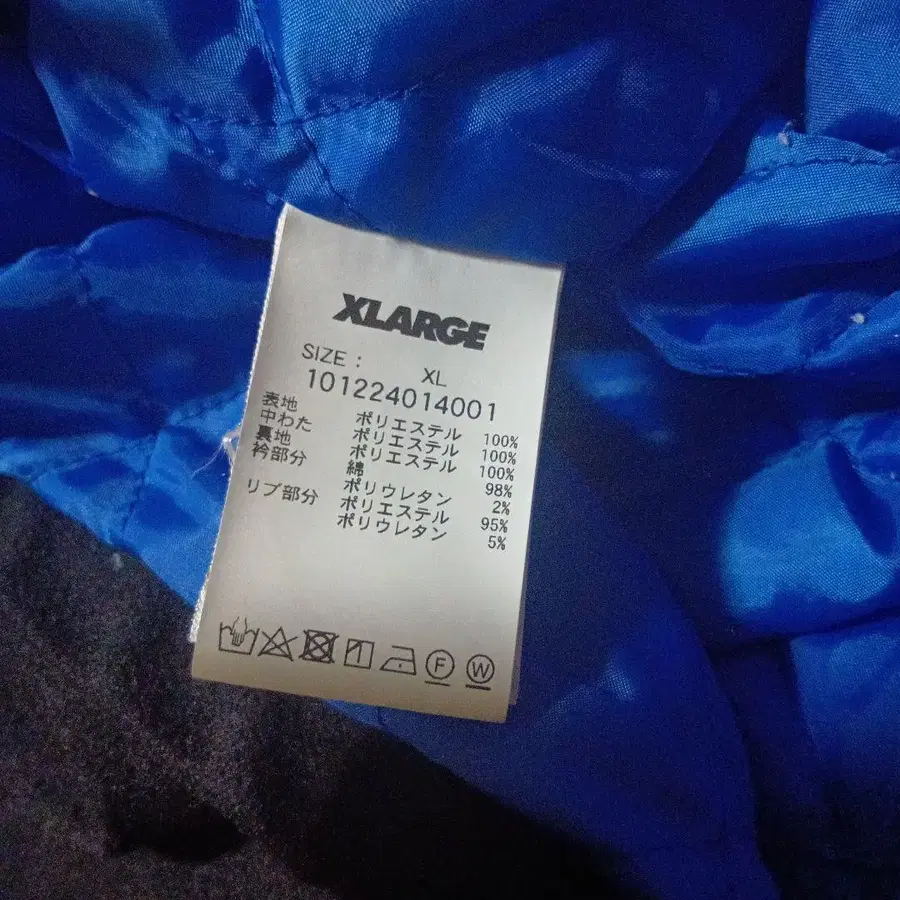 XLARGE
SIZE : XL
101224014001
表地 ポリエステル 100%
中わた ポリエステル 100%
裏地 ポリエステル 100%
衿部分 綿 98%
ポリウレタン 2%
リブ部分 ポリエステル 95%
ポリウレタン 5%
F W